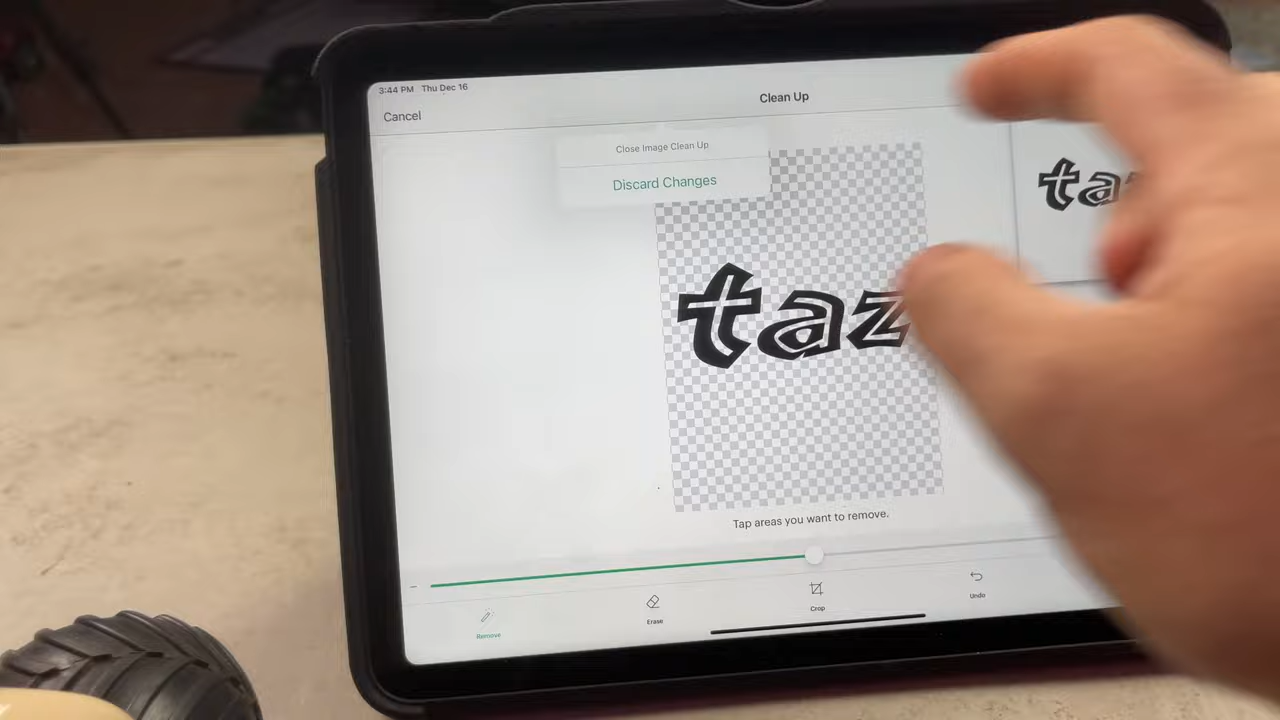 3:44 PM Thu Dec 16
Clean Up
Cancel
Close Image Clean Up
Discard Changes
taz
Tap areas you want to remove.
Remove
Erase
Crop
Undo